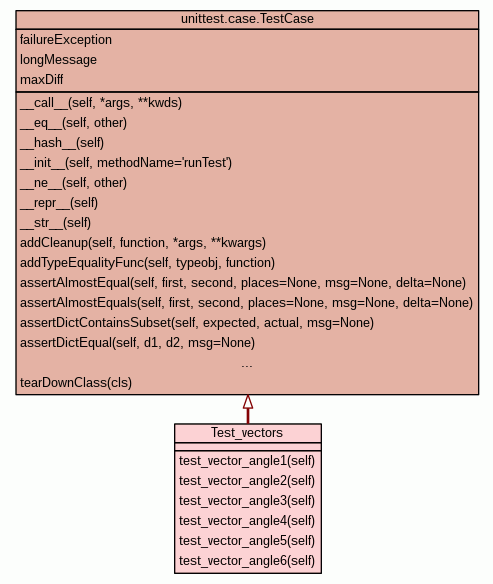 unittest.case.TestCase
failureException
longMessage
maxDiff
__call__(self, *args, **kwds)
__eq__(self, other)
__hash__(self)
__init__(self, methodName='runTest')
__ne__(self, other)
__repr__(self)
__str__(self)
addCleanup(self, function, *args, **kwargs)
addTypeEqualityFunc(self, typeobj, function)
assertAlmostEqual(self, first, second, places=None, msg=None, delta=None)
assertAlmostEquals(self, first, second, places=None, msg=None, delta=None)
assertDictContainsSubset(self, expected, actual, msg=None)
assertDictEqual(self, d1, d2, msg=None)
...
tearDownClass(cls)
Test_vectors
test_vector_angle1(self)
test_vector_angle2(self)
test_vector_angle3(self)
test_vector_angle4(self)
test_vector_angle5(self)
test_vector_angle6(self)